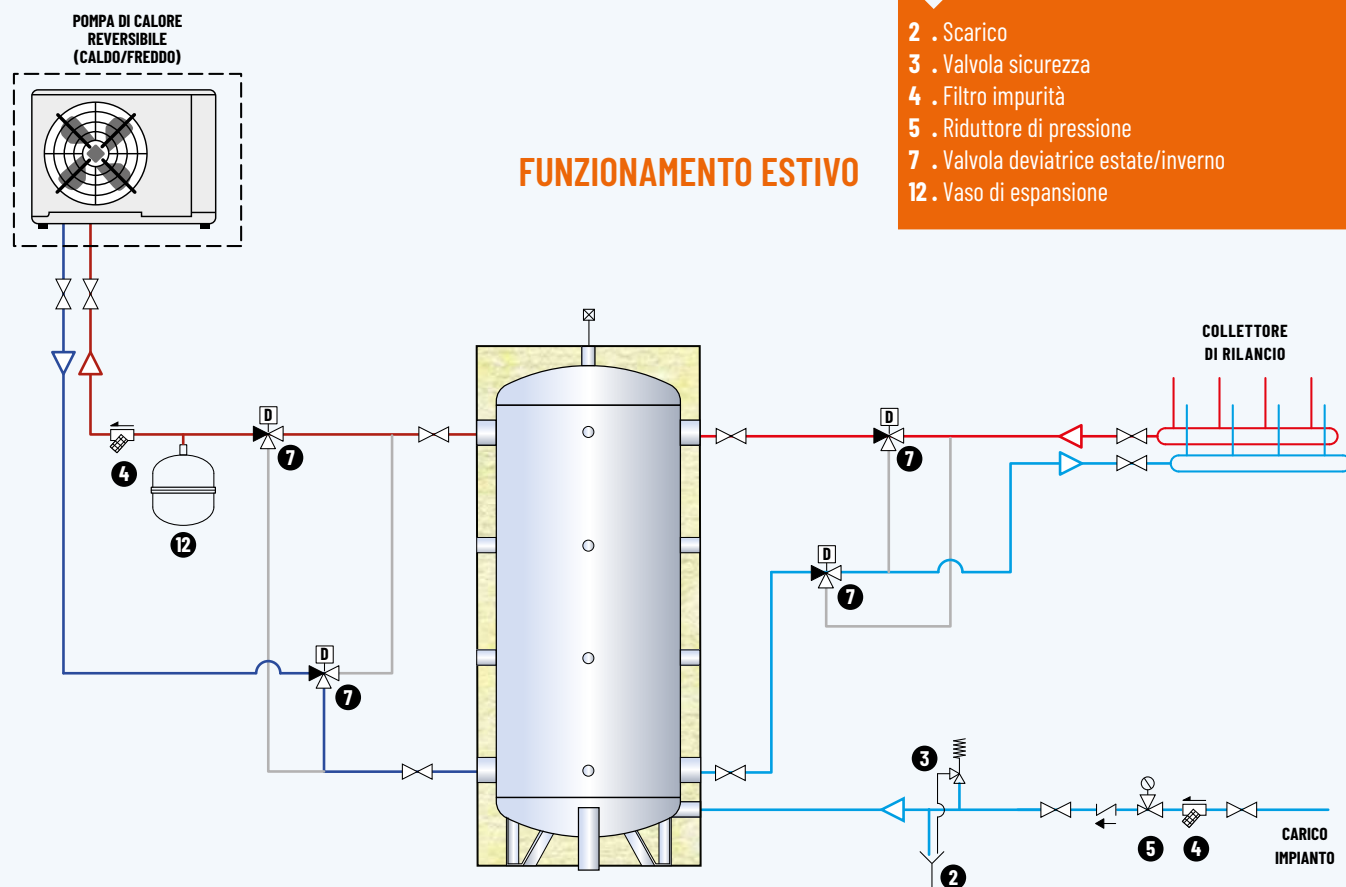 POMPA DI CALORE
REVERSIBILE
(CALDO/FREDDO)
2 . Scarico
3 . Valvola sicurezza
4 . Filtro impurità
5 . Riduttore di pressione
7 . Valvola deviatrice estate/inverno
12 . Vaso di espansione
FUNZIONAMENTO ESTIVO
COLLETTORE
DI RILANCIO
D
7
4
12
D
7
D
7
D
7
3
5
4
2
CARICO
IMPIANTO